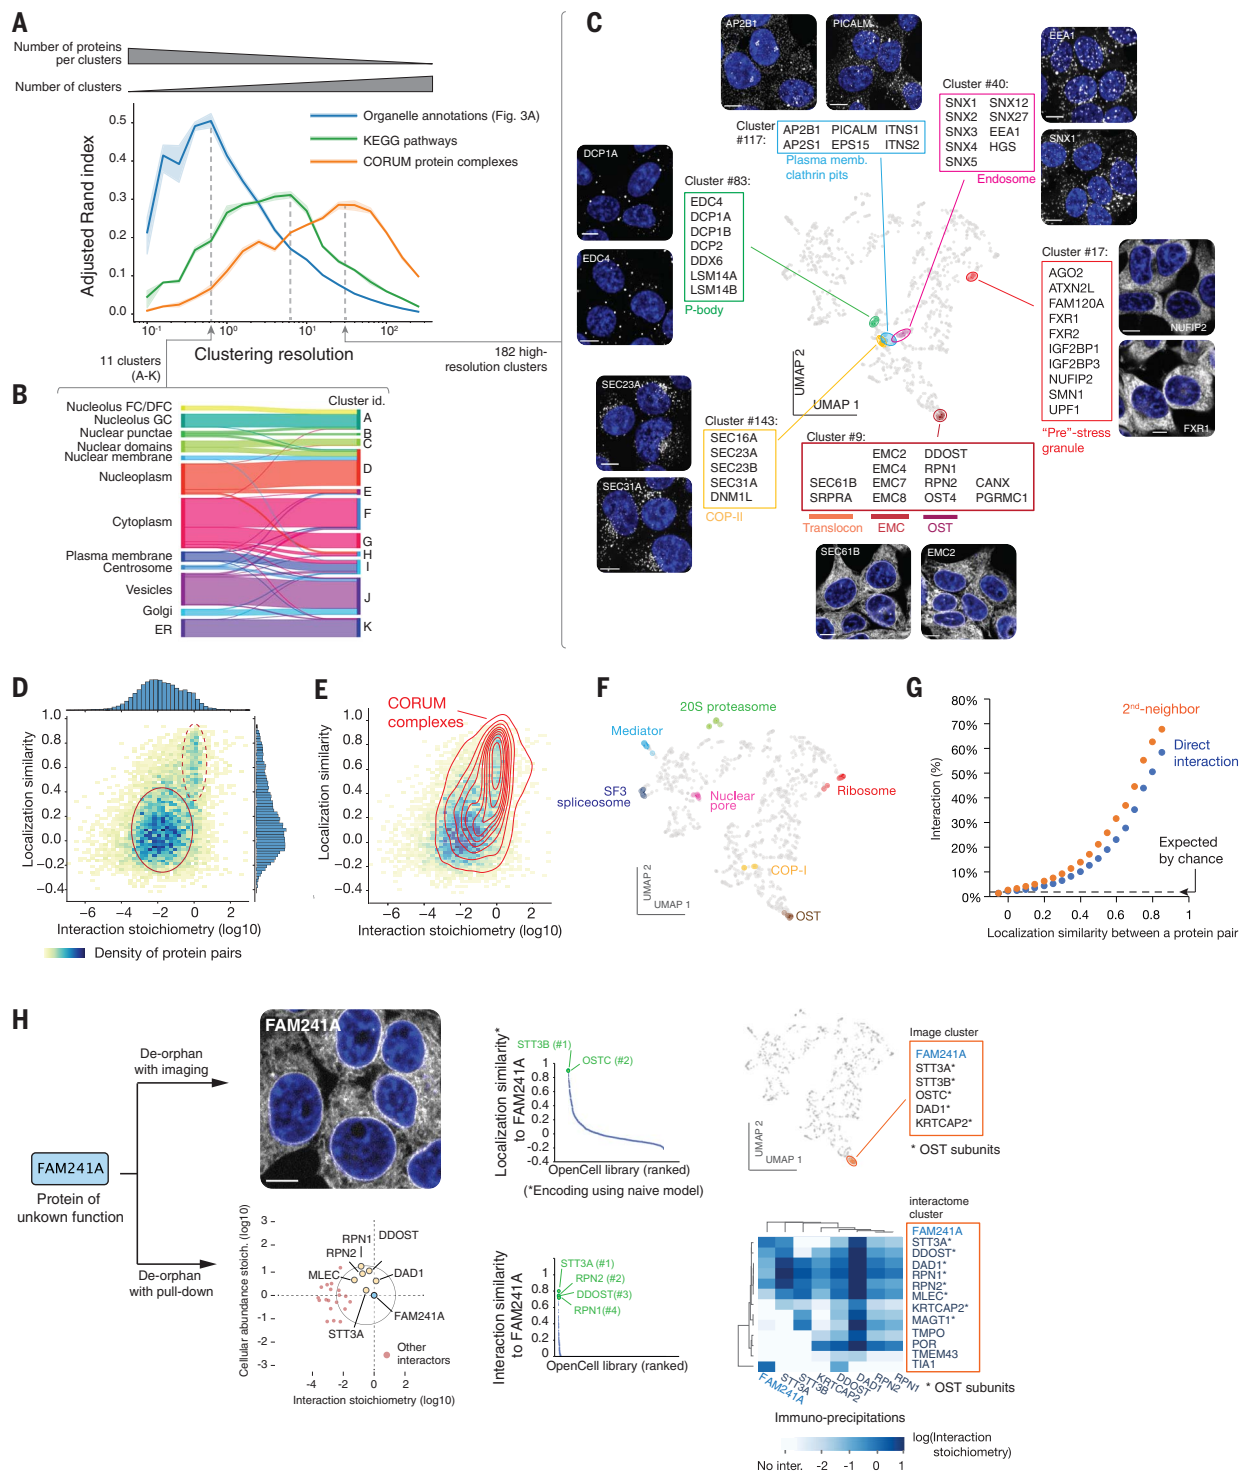 A
Number of proteins
per clusters
Number of clusters
Adjusted Rand index
0.5
0.4
0.3
0.2
0.1
0.0
Organelle annotations (Fig. 3A)
KEGG pathways
CORUM protein complexes
10-1
100
101
102
Clustering resolution
11 clusters
(A-K)
182 high-
resolution clusters
B
Cluster id.
Nucleolus FC/DFC
Nucleolus GC
Nuclear punctae
Nuclear domains
Nuclear membrane
Nucleoplasm
Cytoplasm
Plasma membrane
Centrosome
Vesicles
Golgi
ER
A
B
C
D
E
F
G
H
I
J
K
C
AP2B1
PICALM
EEA1
SNX1
Cluster
#117:
AP2B1 PICALM ITNS1
AP2S1 EPS15 ITNS2
Plasma memb.
clathrin pits
Cluster #40:
SNX1 SNX12
SNX2 SNX27
SNX3 EEA1
SNX4 HGS
SNX5
Endosome
DCP1A
EDC4
Cluster #83:
EDC4
DCP1A
DCP1B
DCP2
DDX6
LSM14A
LSM14B
P-body
Cluster #17:
AGO2
ATXN2L
FAM120A
FXR1
FXR2
IGF2BP1
IGF2BP3
NUFIP2
SMN1
UPF1
"Pre"-stress
granule
NUFIP2
FXR1
UMAP 2
UMAP 1
SEC23A
SEC31A
Cluster #143:
SEC16A
SEC23A
SEC23B
SEC31A
DNM1L
COP-II
Cluster #9:
EMC2 DDOST
EMC4 RPN1
SEC61B EMC7 RPN2 CANX
SRPRA EMC8 OST4 PGRMC1
Translocon EMC OST
SEC61B
EMC2
D
Localization similarity
1.0
0.8
0.6
0.4
0.2
0.0
−0.2
−0.4
−6 −4 −2 0 2
Interaction stoichiometry (log10)
Density of protein pairs
E
CORUM
complexes
Localization similarity
1.0
0.8
0.6
0.4
0.2
0.0
−0.2
−0.4
−6 −4 −2 0 2
Interaction stoichiometry (log10)
F
20S proteasome
Mediator
SF3
spliceosome
Nuclear
pore
Ribosome
COP-I
OST
UMAP 2
UMAP 1
G
Interaction (%)
80%
70%
60%
50%
40%
30%
20%
10%
0%
2nd-neighbor
Direct
interaction
Expected
by chance
0 0.2 0.4 0.6 0.8 1
Localization similarity between a protein pair
H
De-orphan
with imaging
FAM241A
Protein of
unkown function
De-orphan
with pull-down
FAM241A
Localization similarity*
to FAM241A
STT3B (#1)
OSTC (#2)
1
0.8
0.6
0.4
0.2
0
-0.2
-0.4
OpenCell library (ranked)
(*Encoding using naive model)
UMAP 2
UMAP 1
Image cluster
FAM241A
STT3A*
STT3B*
OSTC*
DAD1*
KRTCAP2*
* OST subunits
Cellular abundance stoich. (log10)
3
2
1
0
-1
-2
-3
RPN1
RPN2
DDOST
MLEC
DAD1
FAM241A
STT3A
Other
interactors
-4 -2 0 2
Interaction stoichiometry (log10)
Interaction similarity
to FAM241A
STT3A (#1)
RPN2 (#2)
DDOST(#3)
RPN1(#4)
1
0.8
0.6
0.4
0.2
0
OpenCell library (ranked)
interactome
cluster
FAM241A
STT3A*
DDOST*
DAD1*
RPN1*
RPN2*
MLEC*
KRTCAP2*
MAGT1*
TMPO
POR
TMEM43
TIA1
* OST subunits
FAM241A
STT3A
STT3B
KRTCAP2
DDOST
DAD1
RPN2
RPN1
Immuno-precipitations
log(Interaction
stoichiometry)
No inter. -2 -1 0 1